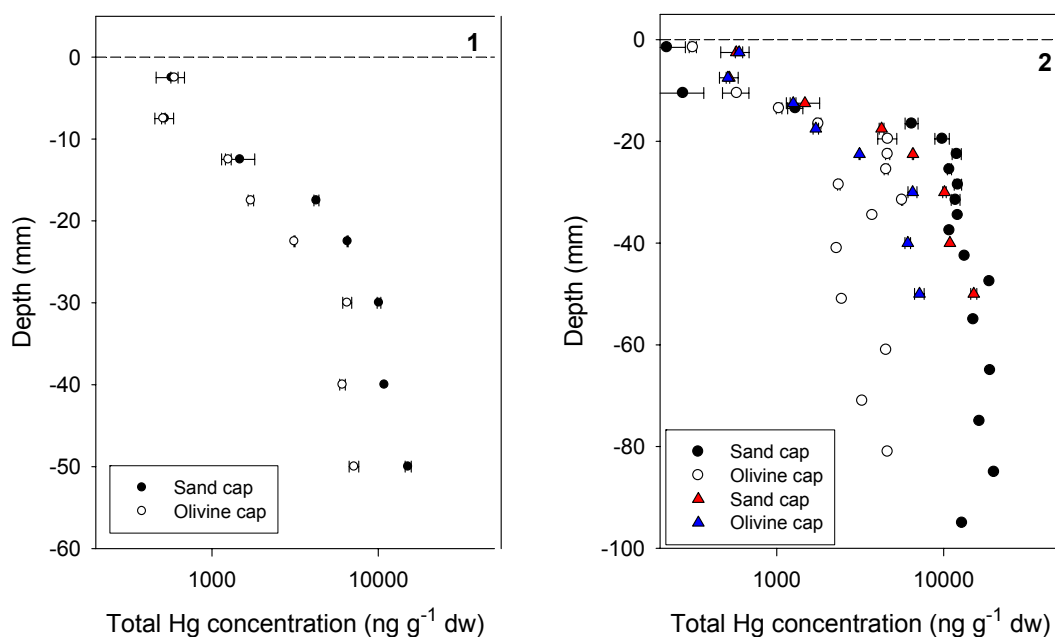 1
0
-10
-20
-30
-40
-50
-60
Depth (mm)
Sand cap
Olivine cap
1000
10000
Total Hg concentration (ng g⁻¹ dw)
2
0
-20
-40
-60
-80
-100
Depth (mm)
Sand cap
Olivine cap
Sand cap
Olivine cap
1000
10000
Total Hg concentration (ng g⁻¹ dw)